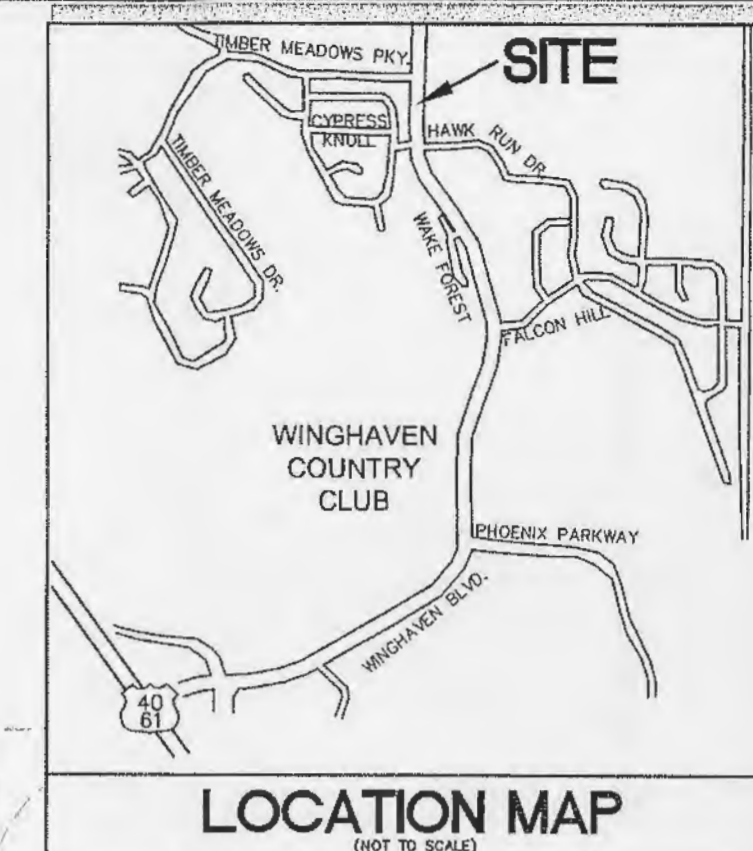 TIMBER MEADOWS PKY.
SITE
CYPRESS
KNOLL
HAWK RUN DR.
TIMBER MEADOWS DR.
WAKE FOREST
FALCON HILL
WINGHAVEN
COUNTRY
CLUB
PHOENIX PARKWAY
WINGHAVEN BLVD.
40
61
LOCATION MAP
(NOT TO SCALE)